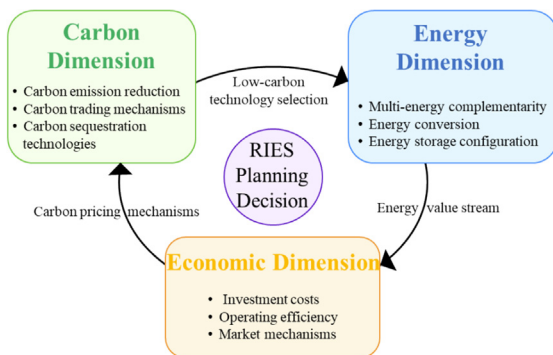 Carbon
Dimension
• Carbon emission reduction
• Carbon trading mechanisms
• Carbon sequestration
technologies
Low-carbon
technology selection
Energy
Dimension
• Multi-energy complementarity
• Energy conversion
• Energy storage configuration
RIES
Planning
Decision
Carbon pricing mechanisms
Energy value stream
Economic Dimension
• Investment costs
• Operating efficiency
• Market mechanisms